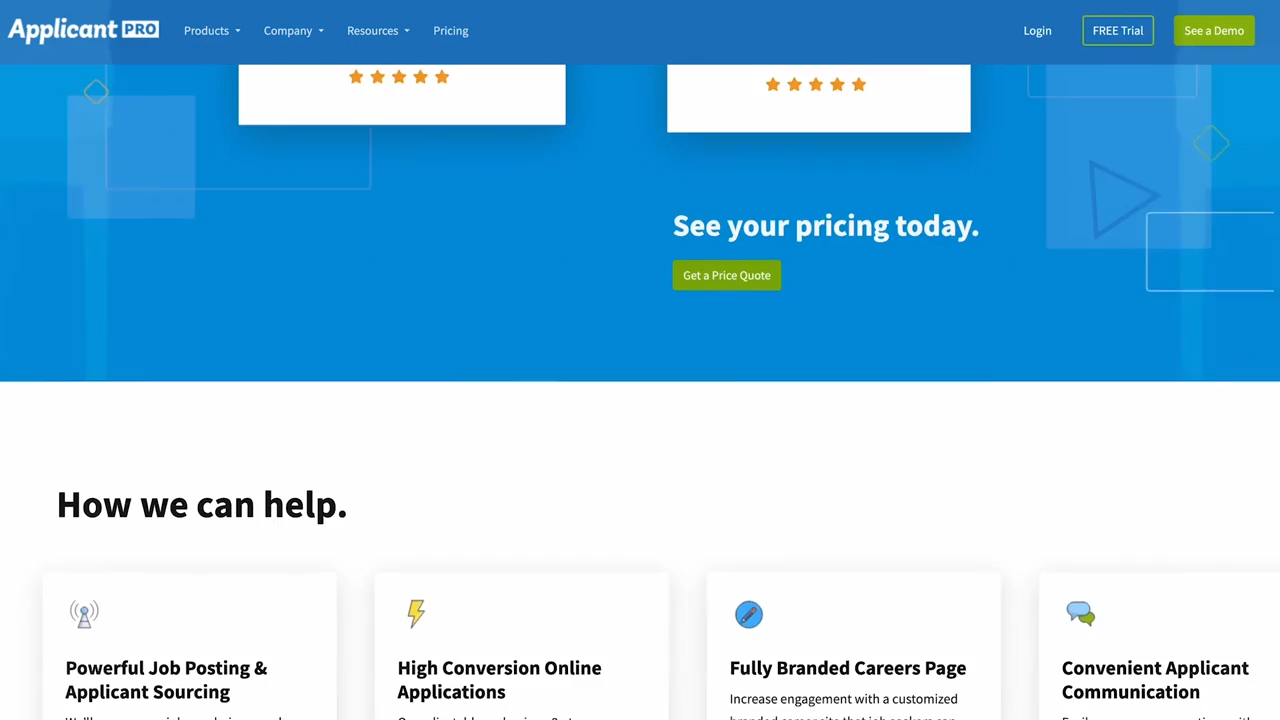 Applicant PRO
Products
Company
Resources
Pricing
Login
FREE Trial
See a Demo
See your pricing today.
Get a Price Quote
How we can help.
Powerful Job Posting &
Applicant Sourcing
High Conversion Online
Applications
Fully Branded Careers Page
Increase engagement with a customized
Convenient Applicant
Communication